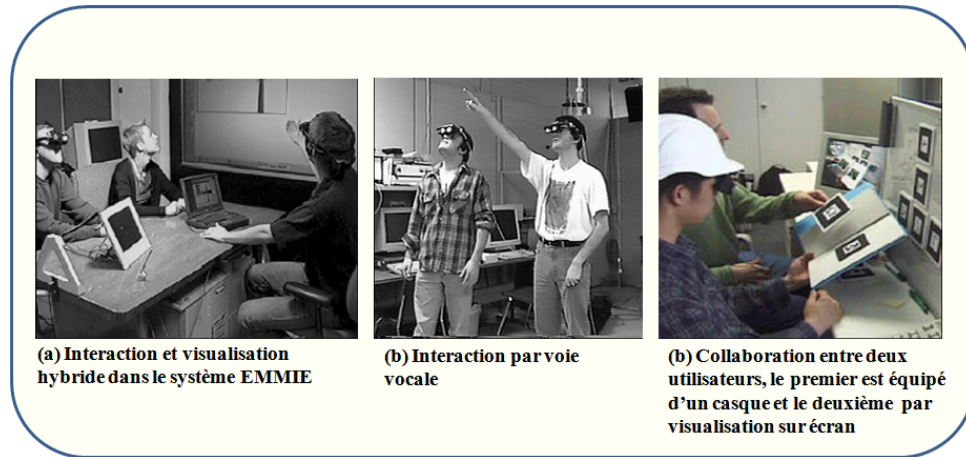 (a) Interaction et visualisation
hybride dans le système EMMIE
(b) Interaction par voie
vocale
(b) Collaboration entre deux
utilisateurs, le premier est équipé
d'un casque et le deuxième par
visualisation sur écran